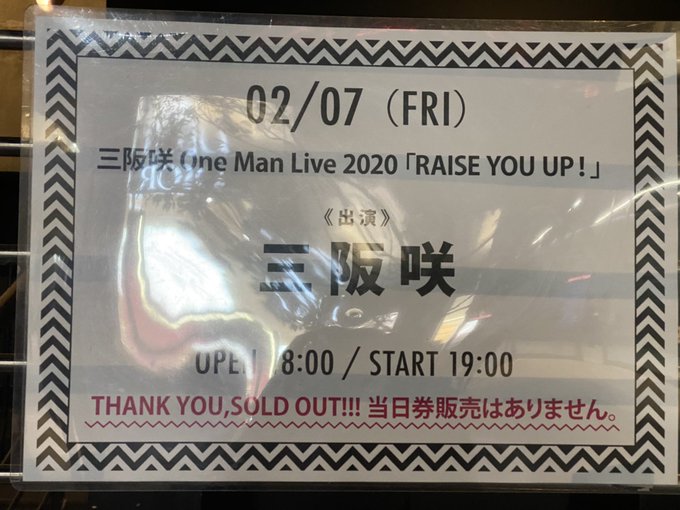 02/07 (FRI)
三阪咲 One Man Live 2020「RAISE YOU UP!」
《出演》
三阪咲
OPEN 18:00 / START 19:00
THANK YOU,SOLD OUT!!! 当日券販売はありません。